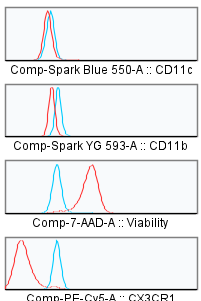 Comp-Spark Blue 550-A :: CD11c
Comp-Spark YG 593-A :: CD11b
Comp-7-AAD-A :: Viability
Comp-PE-Cy5-A :: CX3CR1